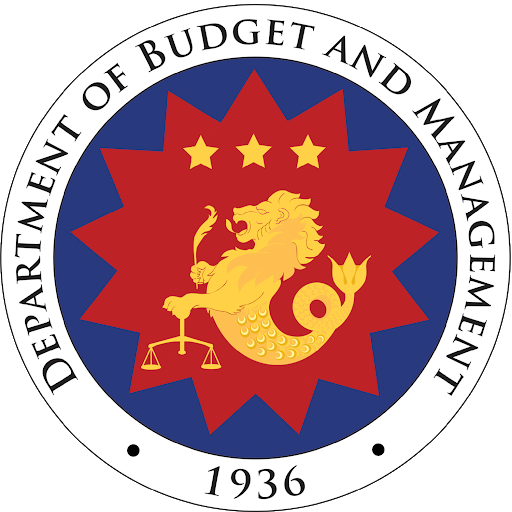 DEPARTMENT OF BUDGET AND MANAGEMENT
1936